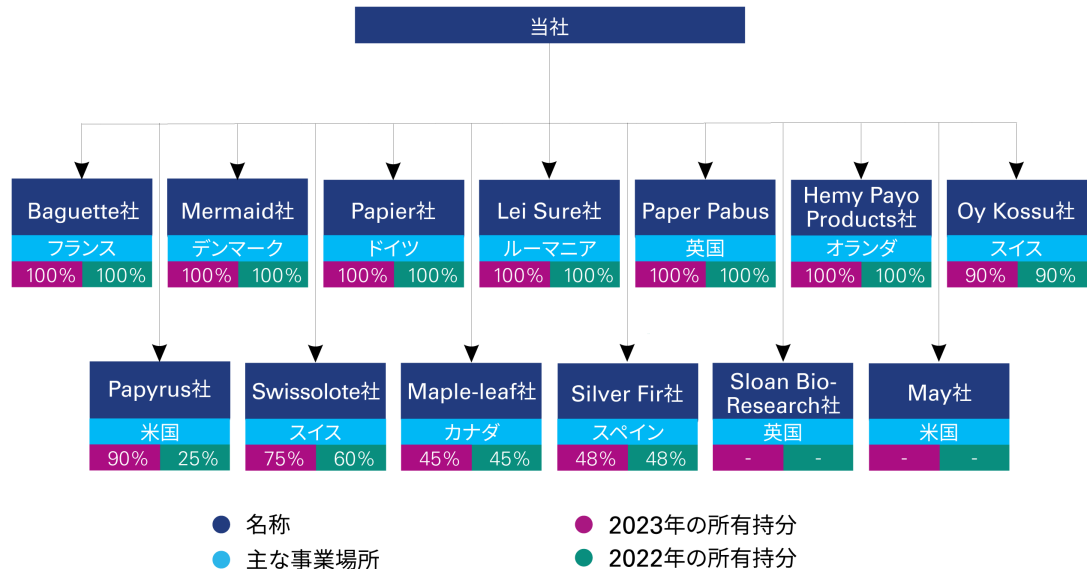 当社
Baguette社
フランス
100% 100%
Mermaid社
デンマーク
100% 100%
Papier社
ドイツ
100% 100%
Lei Sure社
ルーマニア
100% 100%
Paper Pabus
英国
100% 100%
Hemy Payo
Products社
オランダ
100% 100%
Oy Kossu社
スイス
90% 90%
Papyrus社
米国
90% 25%
Swissolote社
スイス
75% 60%
Maple-leaf社
カナダ
45% 45%
Silver Fir社
スペイン
48% 48%
Sloan Bio-
Research社
英国
- -
May社
米国
- -
名称
主な事業場所
2023年の所有持分
2022年の所有持分